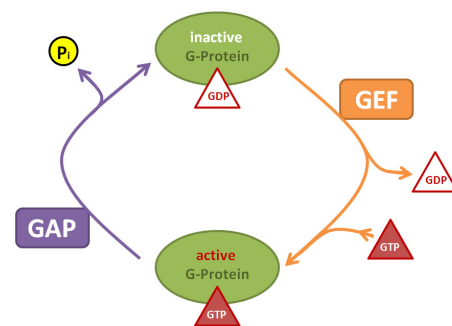 inactive
G-Protein
GDP
Pi
GEF
GDP
GTP
GAP
active
G-Protein
GTP